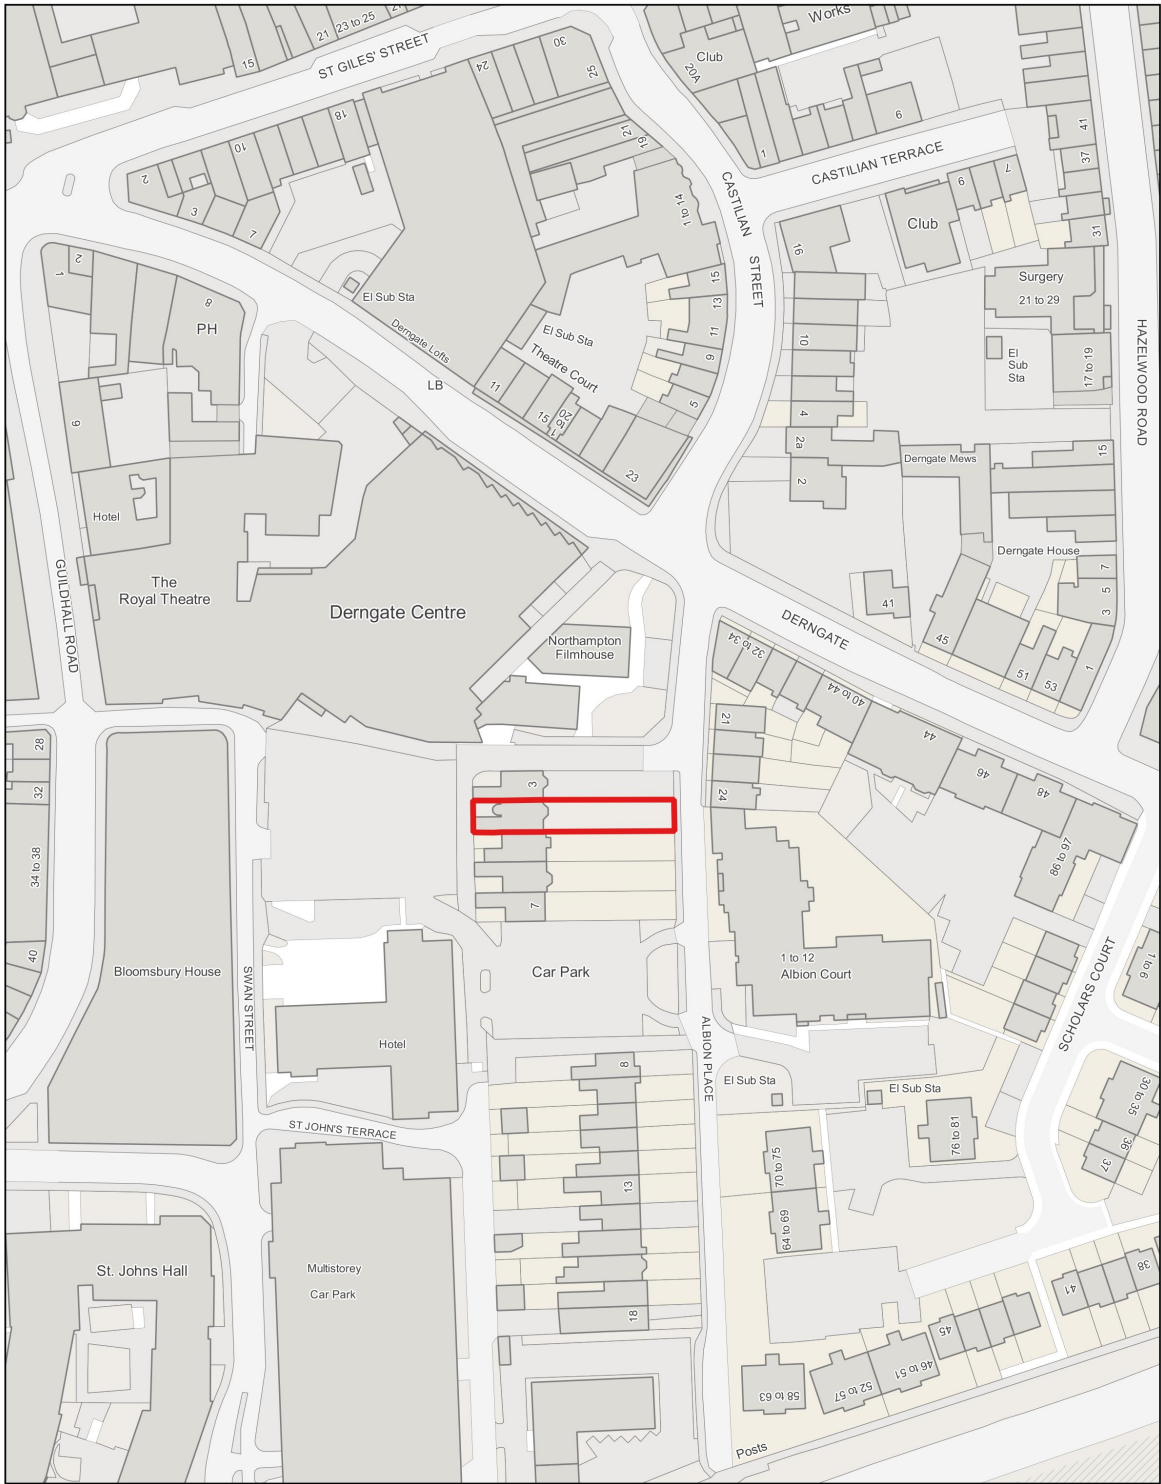 Works
21
23 to 25
15
ST GILES' STREET
24
30
25
Club
20A
1
9
41
37
31
CASTILIAN TERRACE
9
7
Club
18
10
2
3
7
21
19
1 to 14
CASTILIAN
STREET
16
Surgery
21 to 29
El
Sub
Sta
17 to 19
HAZELWOOD ROAD
1
2
8
PH
El Sub Sta
Derngate Lofts
LB
El Sub Sta
Theatre Court
15
13
11
9
5
10
4
2a
2
11
15
1 to 20
23
9
Hotel
Derngate Mews
15
Derngate House
7
5
3
1
GUILDHALL ROAD
The
Royal Theatre
Derngate Centre
Northampton
Filmhouse
41
DERNGATE
45
51
53
32 to 34
40 to 44
44
46
48
86 to 97
21
24
28
32
34 to 38
40
3
7
Bloomsbury House
SWAN STREET
Car Park
1 to 12
Albion Court
Hotel
ALBION PLACE
SCHOLARS COURT
1 to 6
8
El Sub Sta
El Sub Sta
30 to 35
36
37
76 to 81
ST JOHN'S TERRACE
70 to 75
64 to 69
13
St. Johns Hall
Multistorey
Car Park
18
38
41
45
46 to 51
52 to 57
58 to 63
Posts